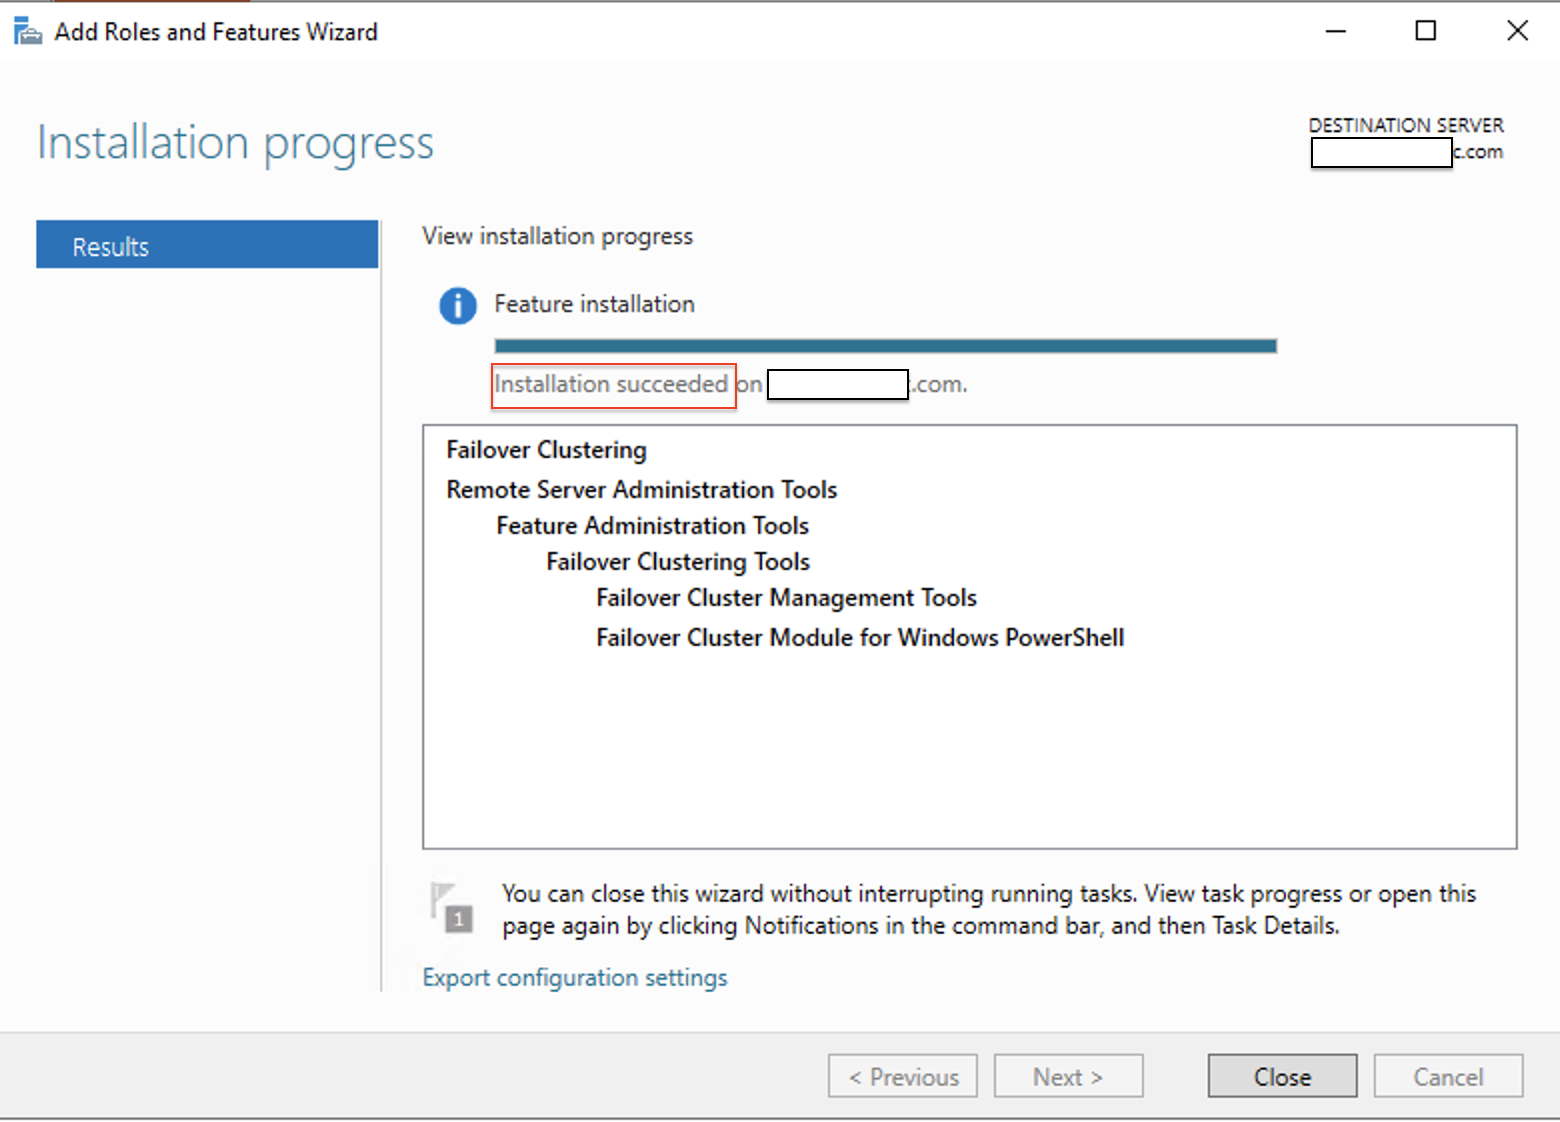 Add Roles and Features Wizard
Installation progress
DESTINATION SERVER
c.com
Results
View installation progress
Feature installation
Installation succeeded on .com.
Failover Clustering
Remote Server Administration Tools
Feature Administration Tools
Failover Clustering Tools
Failover Cluster Management Tools
Failover Cluster Module for Windows PowerShell
1
You can close this wizard without interrupting running tasks. View task progress or open this
page again by clicking Notifications in the command bar, and then Task Details.
Export configuration settings
< Previous
Next >
Close
Cancel